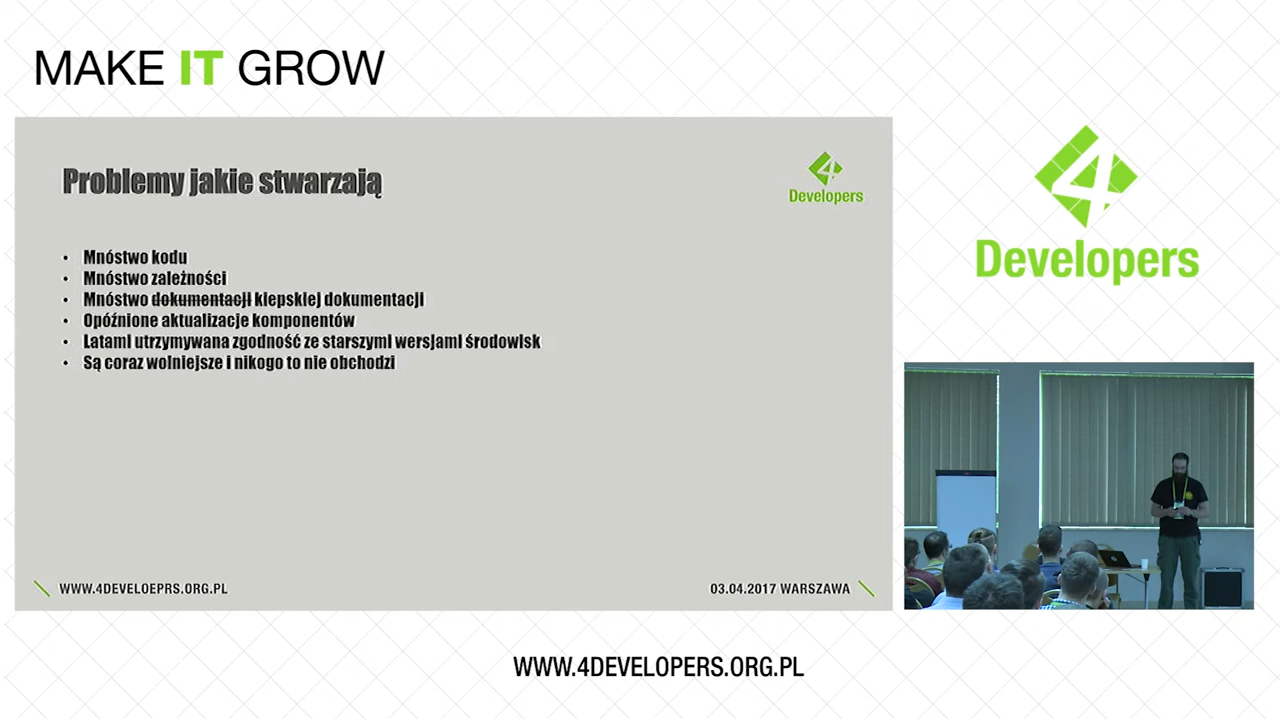 MAKE IT GROW
Problemy jakie stwarzają
4
Developers
• Mnóstwo kodu
• Mnóstwo zależności
• Mnóstwo dokumentacji kiepskiej dokumentacji
• Opóźnione aktualizacje komponentów
• Latami utrzymywana zgodność ze starszymi wersjami środowisk
• Są coraz wolniejsze i nikogo to nie obchodzi
WWW.4DEVELOEPRS.ORG.PL
03.04.2017 WARSZAWA
4
Developers
WWW.4DEVELOPERS.ORG.PL